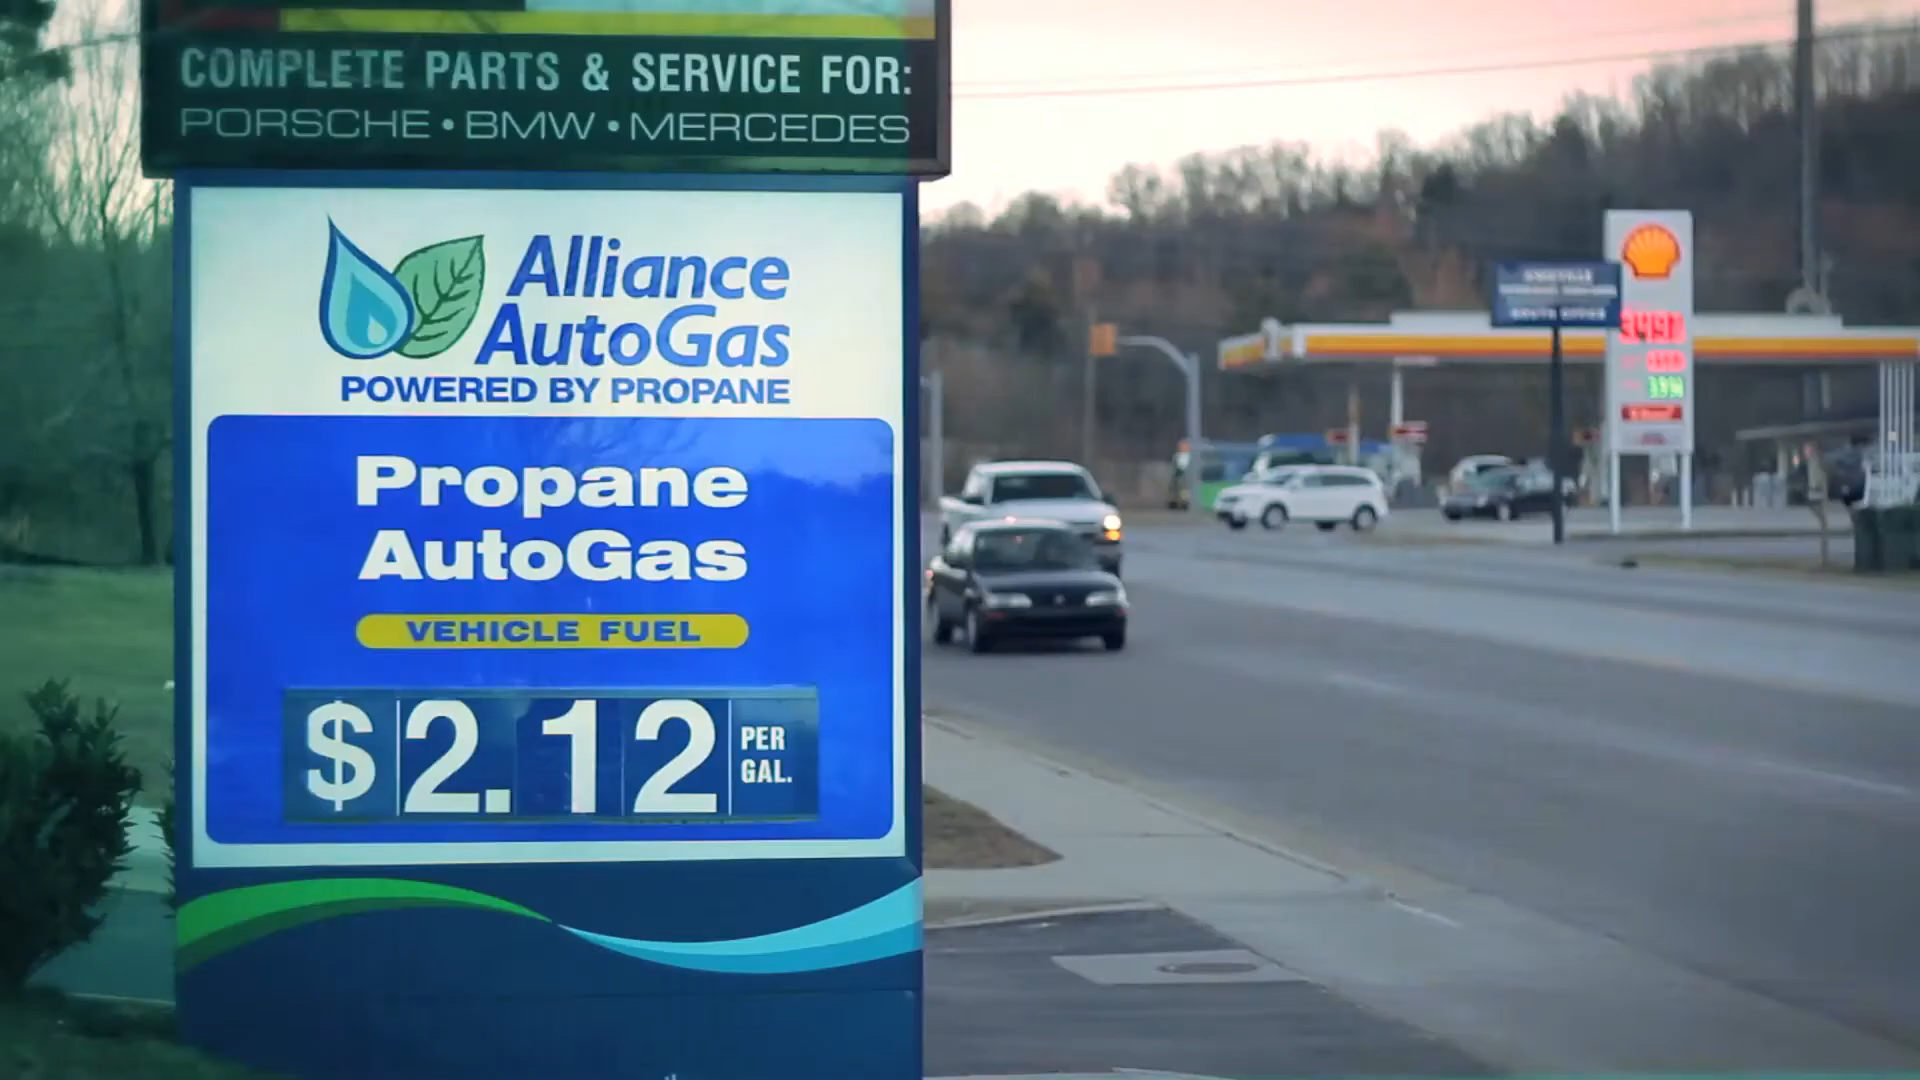 COMPLETE PARTS & SERVICE FOR:
PORSCHE • BMW • MERCEDES
Alliance
AutoGas
POWERED BY PROPANE
Propane
AutoGas
VEHICLE FUEL
$2.12 PER GAL.